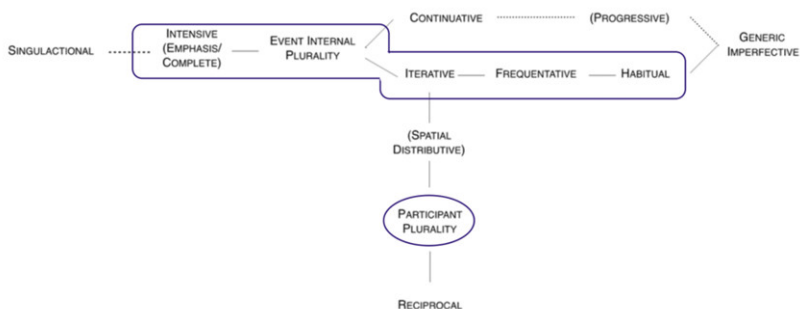 SINGULACTIONAL
INTENSIVE
(EMPHASIS/
COMPLETE)
EVENT INTERNAL
PLURALITY
CONTINUATIVE
(PROGRESSIVE)
GENERIC
IMPERFECTIVE
ITERATIVE
FREQUENTATIVE
HABITUAL
(SPATIAL
DISTRIBUTIVE)
PARTICIPANT
PLURALITY
RECIPROCAL